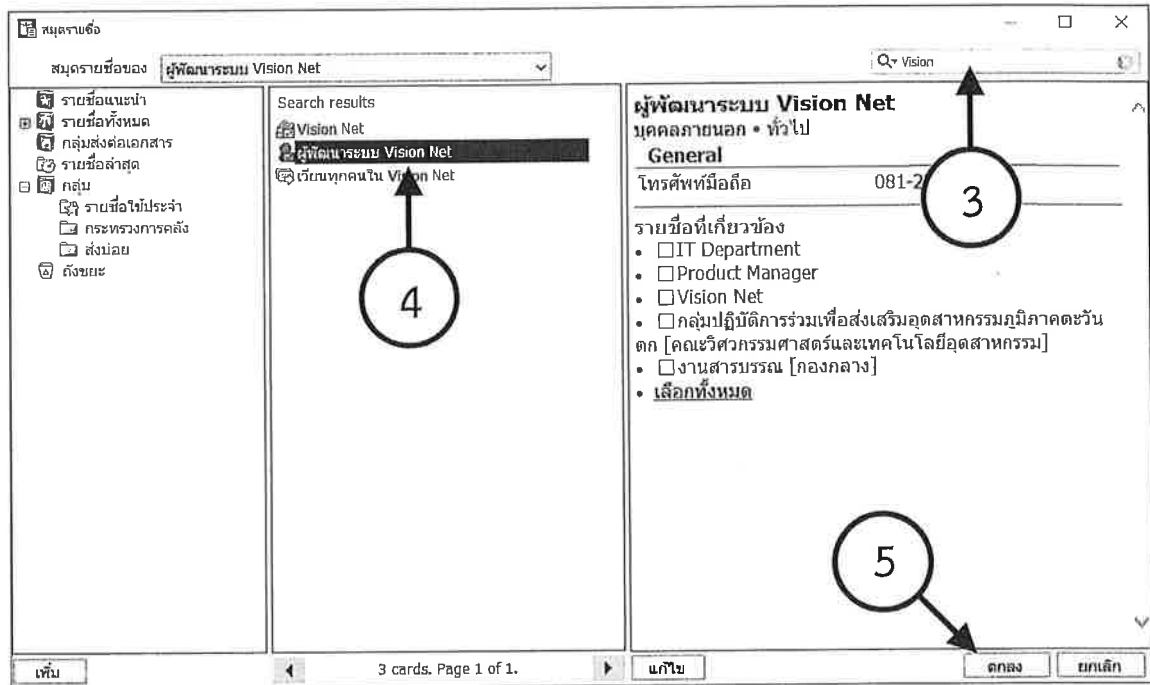 สมุดรายชื่อ
สมุดรายชื่อของ ผู้พัฒนาระบบ Vision Net
Vision
รายชื่อแนะนำ
รายชื่อทั้งหมด
กลุ่มส่งต่อเอกสาร
รายชื่อล่าสุด
กลุ่ม
รายชื่อใช้ประจำ
กระทรวงการคลัง
ส่งบ่อย
ถังขยะ
เพิ่ม
Search results
Vision Net
ผู้พัฒนาระบบ Vision Net
เวียนทุกคนใน Vision Net
4
3 cards. Page 1 of 1.
ผู้พัฒนาระบบ Vision Net
บุคคลภายนอก • ทั่วไป
General
โทรศัพท์มือถือ 081-2
3
รายชื่อที่เกี่ยวข้อง
• IT Department
• Product Manager
• Vision Net
• กลุ่มปฏิบัติการร่วมเพื่อส่งเสริมอุตสาหกรรมภูมิภาคตะวัน
ตก [คณะวิศวกรรมศาสตร์และเทคโนโลยีอุตสาหกรรม]
• งานสารบรรณ [กองกลาง]
• เลือกทั้งหมด
5
แก้ไข
ตกลง
ยกเลิก